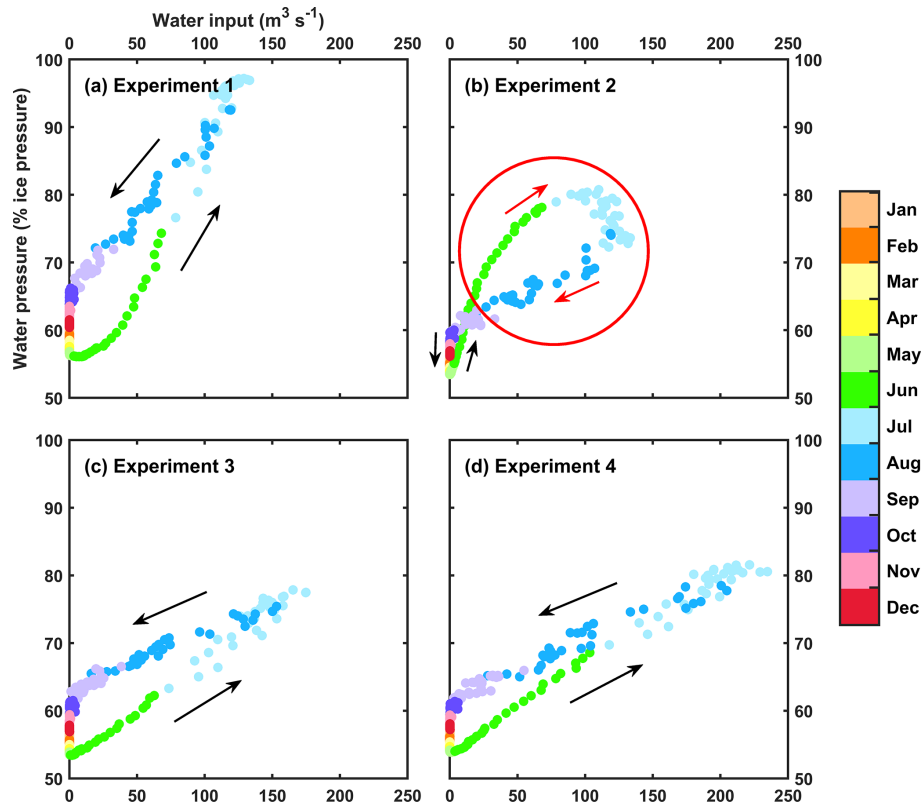 Water input (m³ s⁻¹)
0 50 100 150 200 250
0 50 100 150 200 250
Water pressure (% ice pressure)
100
90
80
70
60
50
(a) Experiment 1
(b) Experiment 2
100
90
80
70
60
50
100
90
80
70
60
50
(c) Experiment 3
(d) Experiment 4
100
90
80
70
60
50
0 50 100 150 200 250
0 50 100 150 200 250
Jan
Feb
Mar
Apr
May
Jun
Jul
Aug
Sep
Oct
Nov
Dec